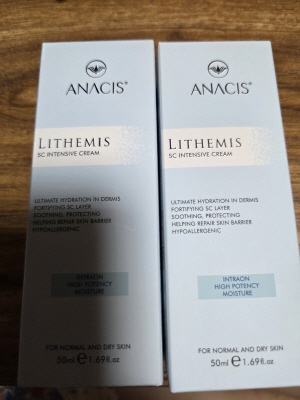 ANACIS®
LITHEMIS
SC INTENSIVE CREAM
ULTIMATE HYDRATION IN DERMIS
FORTIFYING SC LAYER
SOOTHING, PROTECTING
HELPING REPAIR SKIN BARRIER
HYPOALLERGENIC
INTRAON
HIGH POTENCY
MOISTURE
FOR NORMAL AND DRY SKIN
50ml e 1.69fl.oz.
ANACIS®
LITHEMIS
SC INTENSIVE CREAM
ULTIMATE HYDRATION IN DERMIS
FORTIFYING SC LAYER
SOOTHING, PROTECTING
HELPING REPAIR SKIN BARRIER
HYPOALLERGENIC
INTRAON
HIGH POTENCY
MOISTURE
FOR NORMAL AND DRY SKIN
50ml e 1.69fl.oz.